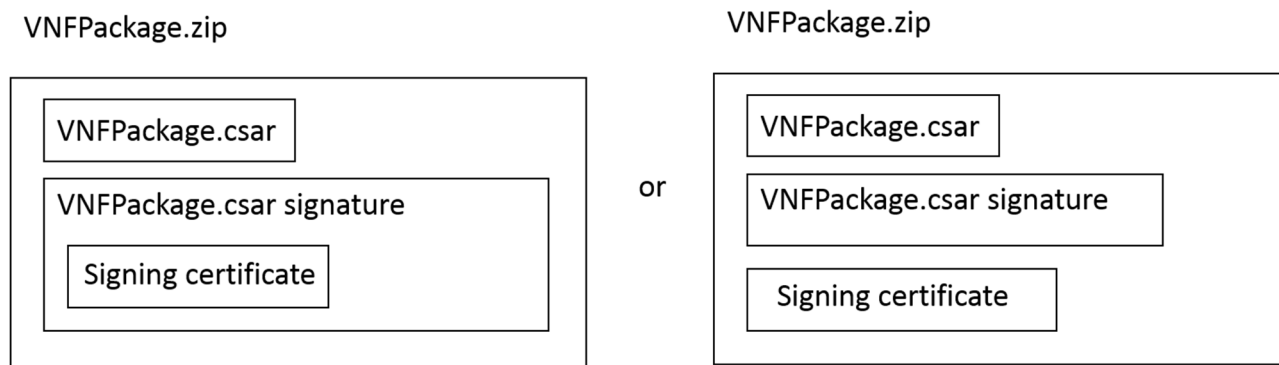 VNFPackage.zip
VNFPackage.csar
VNFPackage.csar signature
Signing certificate
or
VNFPackage.zip
VNFPackage.csar
VNFPackage.csar signature
Signing certificate